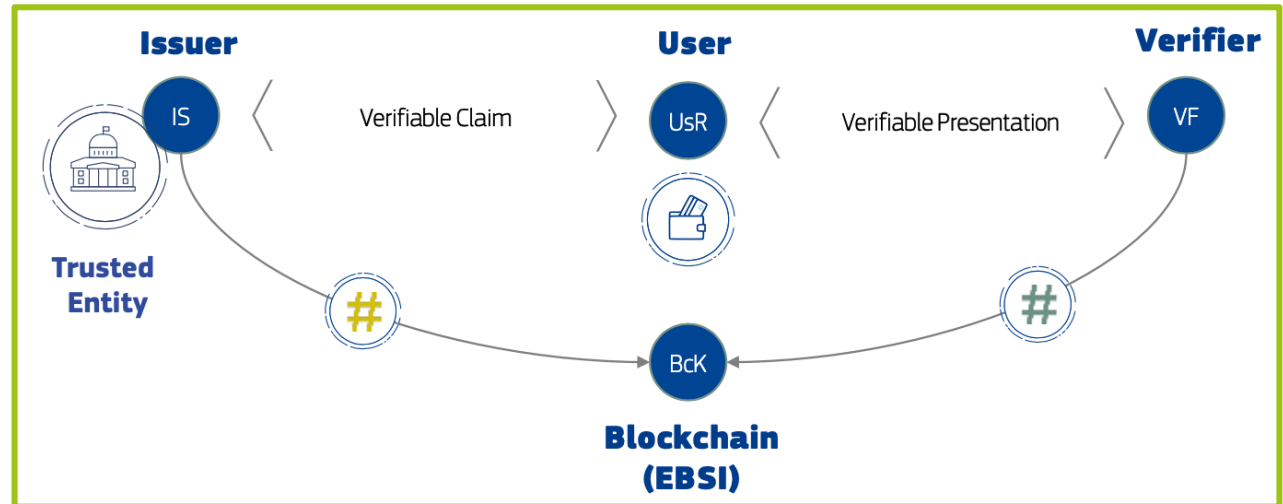 Issuer
User
Verifier
IS
Verifiable Claim
UsR
Verifiable Presentation
VF
Trusted
Entity
#
#
BcK
Blockchain
(EBSI)